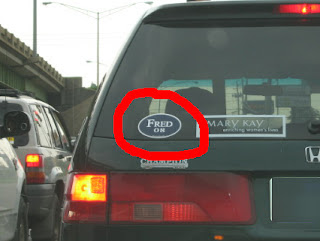 FRED
08
MARY KAY
enriching women's lives
CHAMPION